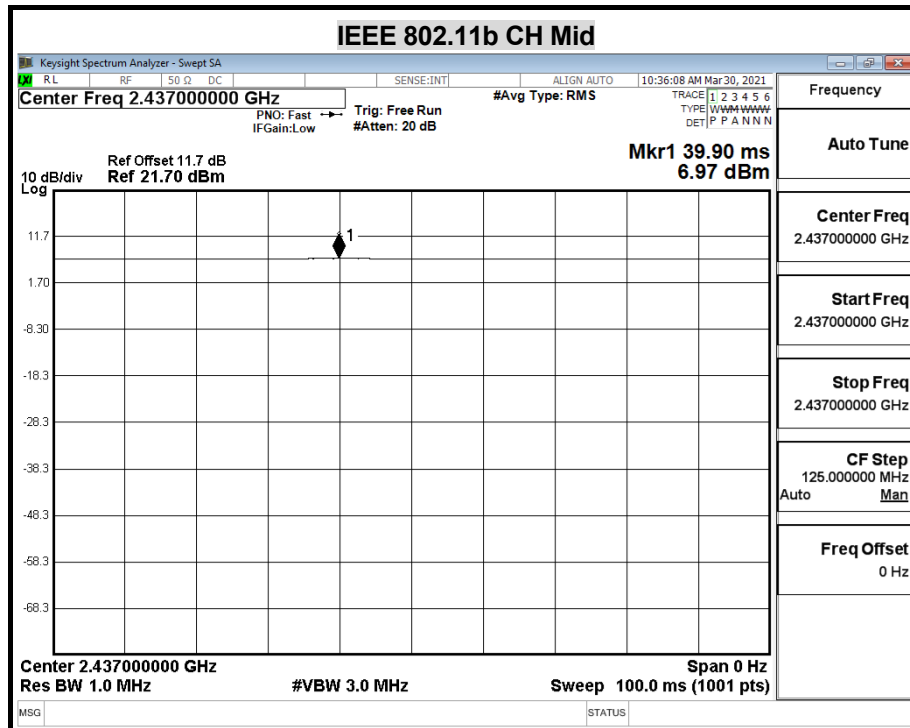 IEEE 802.11b CH Mid
Keysight Spectrum Analyzer - Swept SA
LXI RL RF 50 Ω DC SENSE:INT ALIGN AUTO 10:36:08 AM Mar 30, 2021
Center Freq 2.437000000 GHz
PNO: Fast
IFGain:Low
Trig: Free Run
#Atten: 20 dB
#Avg Type: RMS
TRACE 1 2 3 4 5 6
TYPE WWMWWWW
DET P P A N N N
Frequency
Auto Tune
Center Freq
2.437000000 GHz
Start Freq
2.437000000 GHz
Stop Freq
2.437000000 GHz
CF Step
125.000000 MHz
Auto Man
Freq Offset
0 Hz
Mkr1 39.90 ms
6.97 dBm
10 dB/div
Log
Ref Offset 11.7 dB
Ref 21.70 dBm
1
11.7
1.70
-8.30
-18.3
-28.3
-38.3
-48.3
-58.3
-68.3
Center 2.437000000 GHz
Span 0 Hz
Res BW 1.0 MHz
#VBW 3.0 MHz
Sweep 100.0 ms (1001 pts)
MSG
STATUS